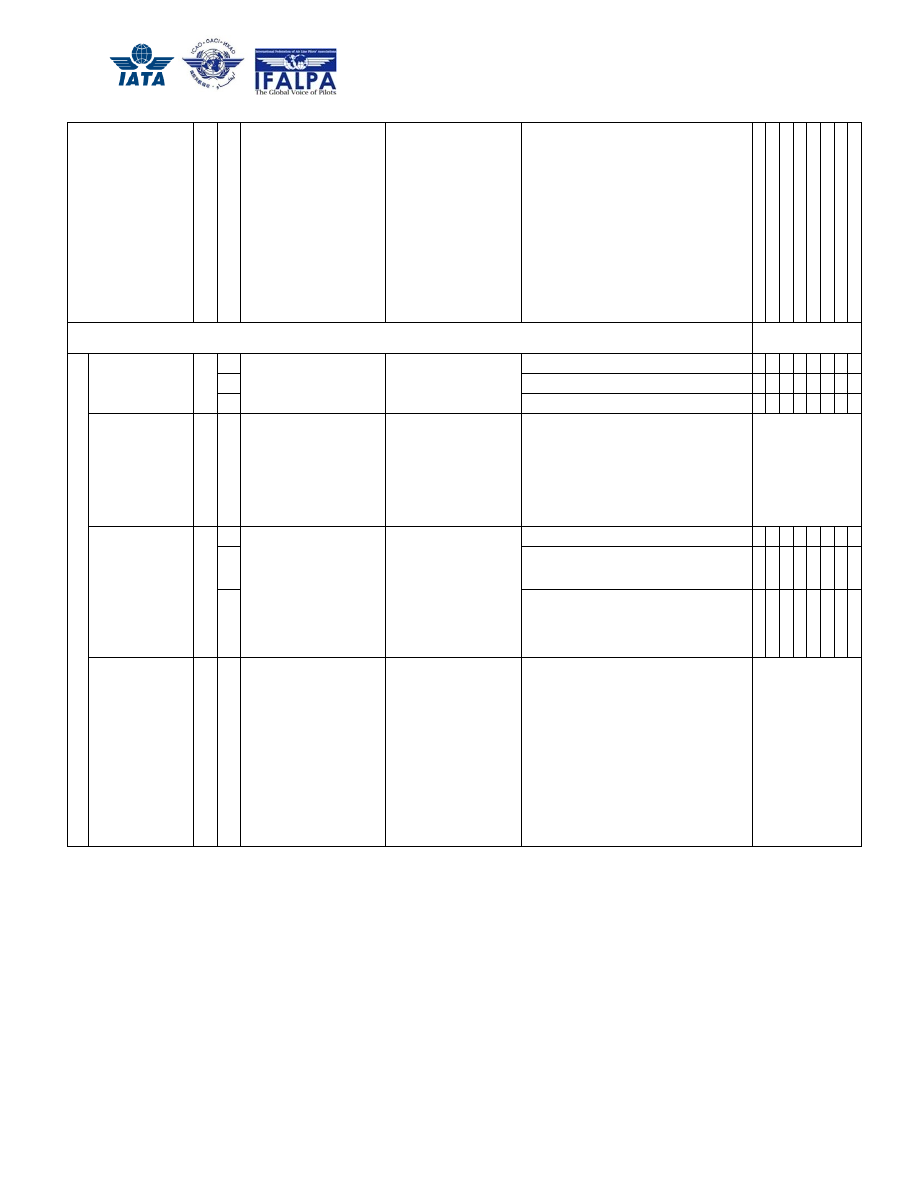 IATA
ICAO · OACI · ИКАО
International Federation of Air Line Pilots' Associations
IFALPA
The Global Voice of Pilots